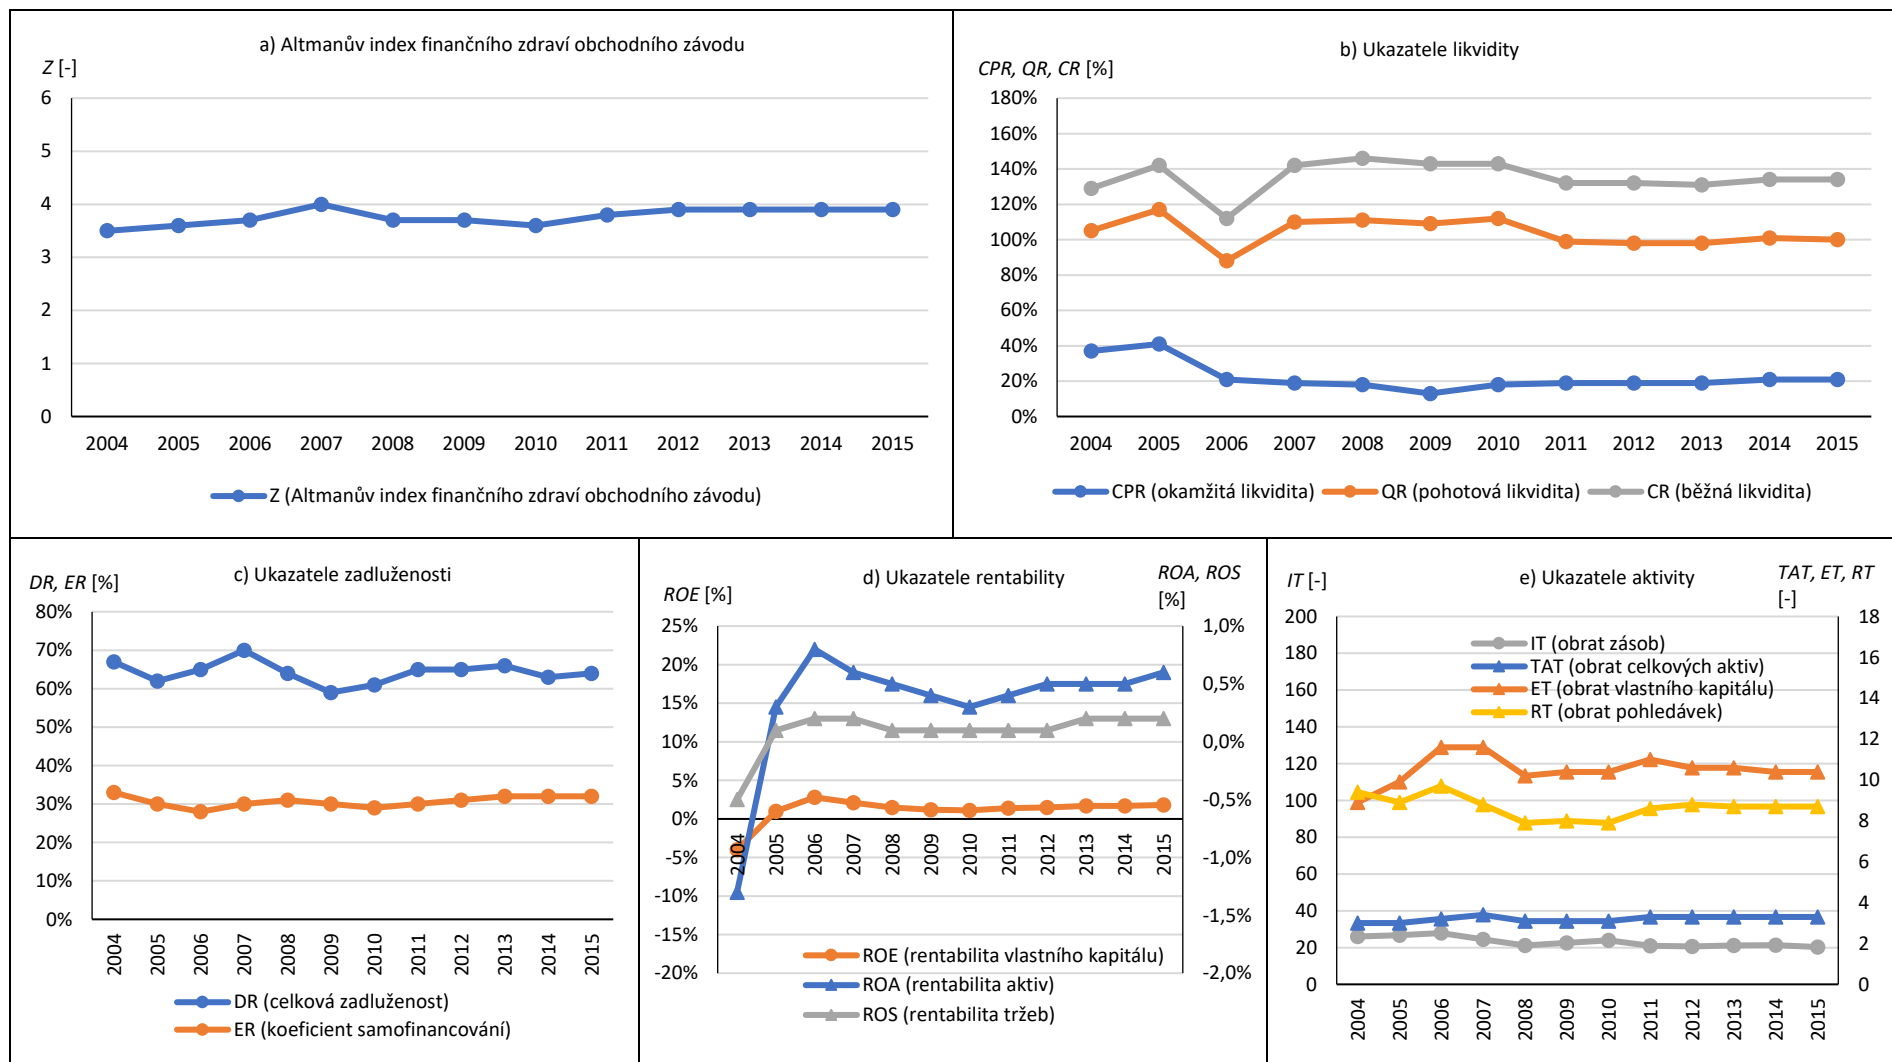 a) Altmanův index finančního zdraví obchodního závodu
Z [-]
6
5
4
3
2
1
0
2004 2005 2006 2007 2008 2009 2010 2011 2012 2013 2014 2015
Z (Altmanův index finančního zdraví obchodního závodu)
b) Ukazatele likvidity
CPR, QR, CR [%]
180%
160%
140%
120%
100%
80%
60%
40%
20%
0%
2004 2005 2006 2007 2008 2009 2010 2011 2012 2013 2014 2015
CPR (okamžitá likvidita) QR (pohotová likvidita) CR (běžná likvidita)
c) Ukazatele zadluženosti
DR, ER [%]
80%
70%
60%
50%
40%
30%
20%
10%
0%
2004 2005 2006 2007 2008 2009 2010 2011 2012 2013 2014 2015
DR (celková zadluženost)
ER (koeficient samofinancování)
d) Ukazatele rentability
ROE [%]
ROA, ROS
[%]
25%
20%
15%
10%
5%
0%
-5%
-10%
-15%
-20%
1,0%
0,5%
0,0%
-0,5%
-1,0%
-1,5%
-2,0%
2004 2005 2006 2007 2008 2009 2010 2011 2012 2013 2014 2015
ROE (rentabilita vlastního kapitálu)
ROA (rentabilita aktiv)
ROS (rentabilita tržeb)
e) Ukazatele aktivity
IT [-]
TAT, ET, RT
[-]
200
180
160
140
120
100
80
60
40
20
0
18
16
14
12
10
8
6
4
2
0
IT (obrat zásob)
TAT (obrat celkových aktiv)
ET (obrat vlastního kapitálu)
RT (obrat pohledávek)
2004 2005 2006 2007 2008 2009 2010 2011 2012 2013 2014 2015